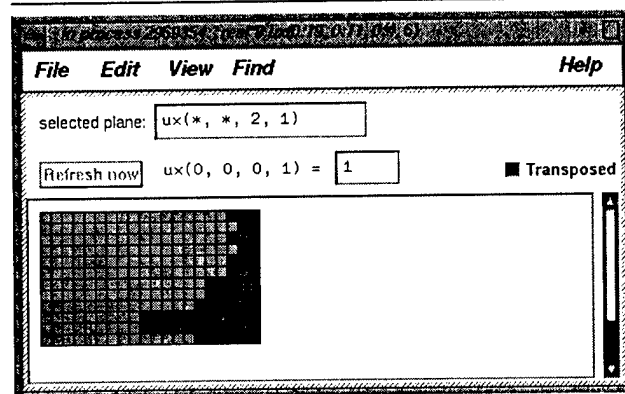 File Edit View Find Help
selected plane: ux(*, *, 2, 1)
Refresh now ux(0, 0, 0, 1) = 1 Transposed